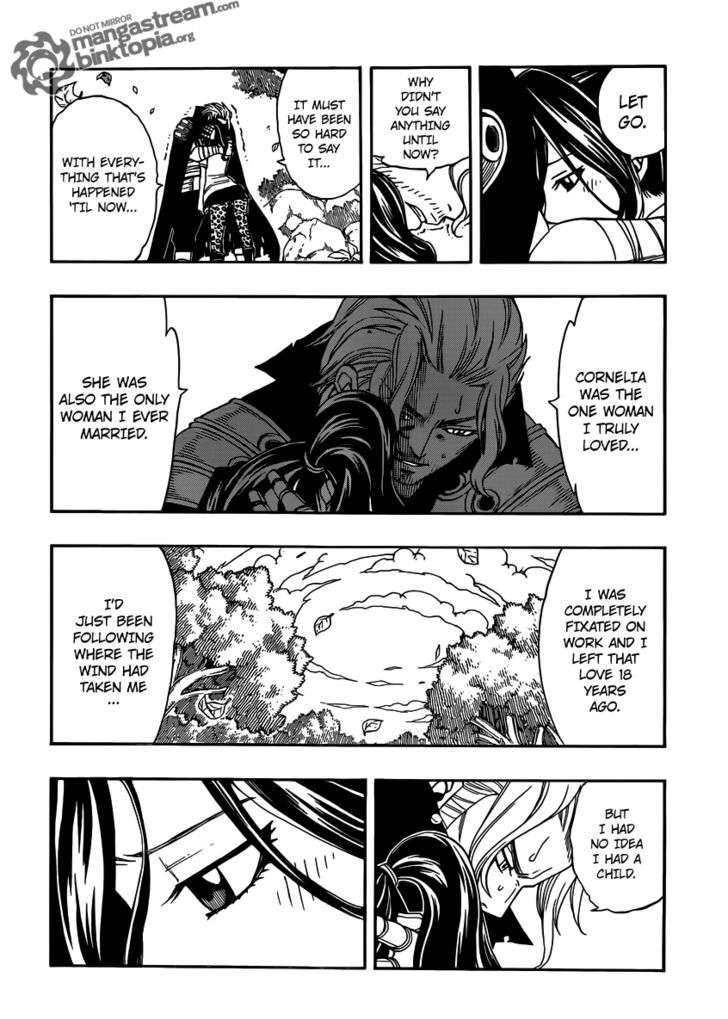 DO NOT MIRROR
mangastream.com
binktopia.org
LET
GO.
WHY
DIDN'T
YOU SAY
ANYTHING
UNTIL
NOW?
IT MUST
HAVE BEEN
SO HARD
TO SAY
IT...
WITH EVERY-
THING THAT'S
HAPPENED
'TIL NOW...
CORNELIA
WAS THE
ONE WOMAN
I TRULY
LOVED...
SHE WAS
ALSO THE ONLY
WOMAN I EVER
MARRIED.
I WAS
COMPLETELY
FIXATED ON
WORK AND I
LEFT THAT
LOVE 18
YEARS
AGO.
I'D
JUST BEEN
FOLLOWING
WHERE THE
WIND HAD
TAKEN ME
...
BUT
I HAD
NO IDEA
I HAD A
CHILD.